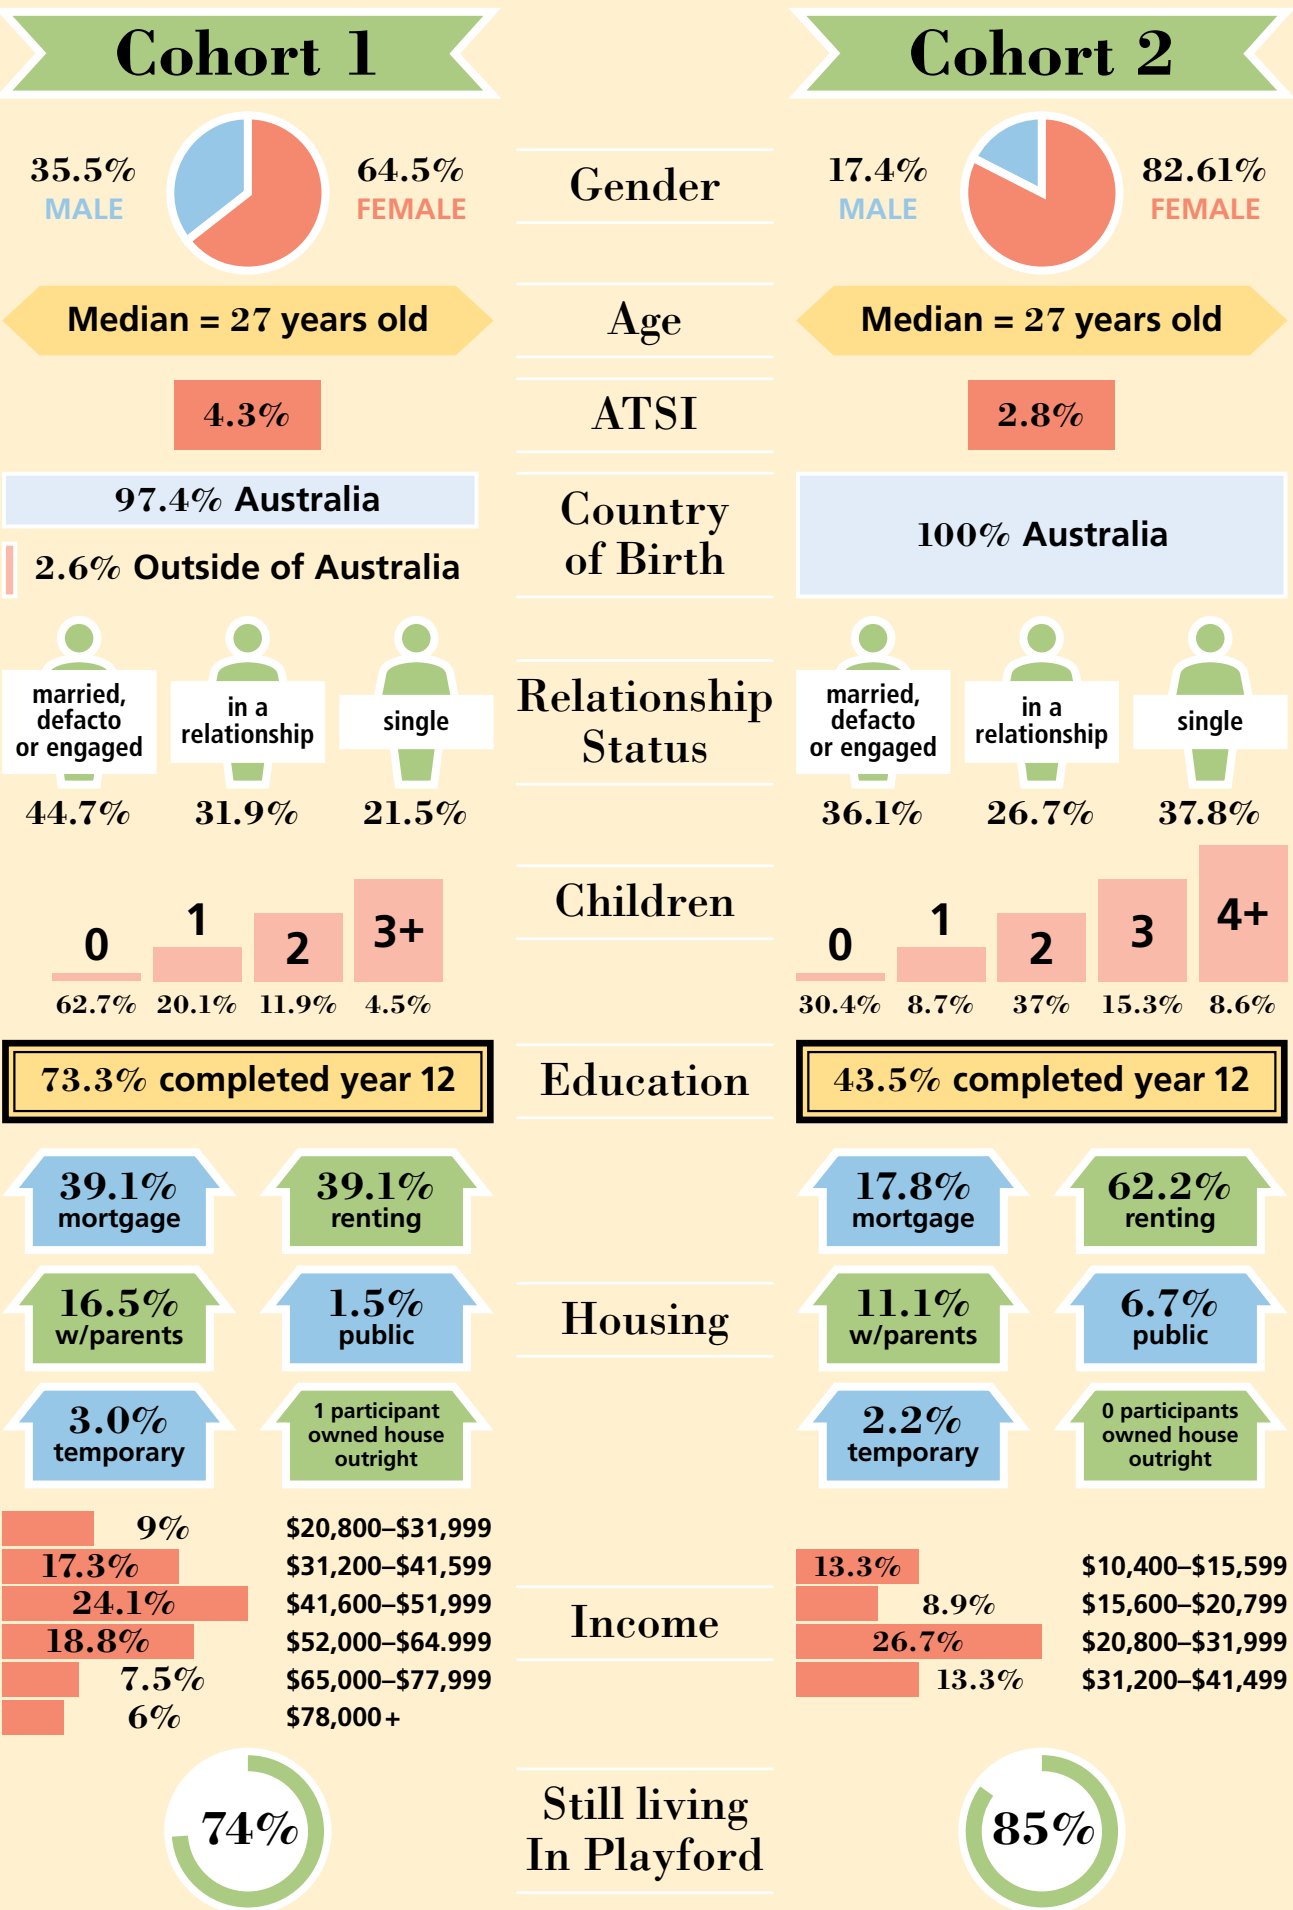 Cohort 1
Cohort 2
35.5%
MALE
64.5%
FEMALE
Gender
17.4%
MALE
82.61%
FEMALE
Median = 27 years old
Age
Median = 27 years old
4.3%
ATSI
2.8%
97.4% Australia
2.6% Outside of Australia
Country
of Birth
100% Australia
married,
defacto
or engaged
in a
relationship
single
44.7%
31.9%
21.5%
Relationship
Status
married,
defacto
or engaged
in a
relationship
single
36.1%
26.7%
37.8%
0
1
2
3+
62.7%
20.1%
11.9%
4.5%
Children
0
1
2
3
4+
30.4%
8.7%
37%
15.3%
8.6%
73.3% completed year 12
Education
43.5% completed year 12
39.1%
mortgage
39.1%
renting
16.5%
w/parents
1.5%
public
3.0%
temporary
1 participant
owned house
outright
Housing
17.8%
mortgage
62.2%
renting
11.1%
w/parents
6.7%
public
2.2%
temporary
0 participants
owned house
outright
9% $20,800–$31,999
17.3% $31,200–$41,599
24.1% $41,600–$51,999
18.8% $52,000–$64.999
7.5% $65,000–$77,999
6% $78,000+
Income
13.3% $10,400–$15,599
8.9% $15,600–$20,799
26.7% $20,800–$31,999
13.3% $31,200–$41,499
74%
Still living
In Playford
85%